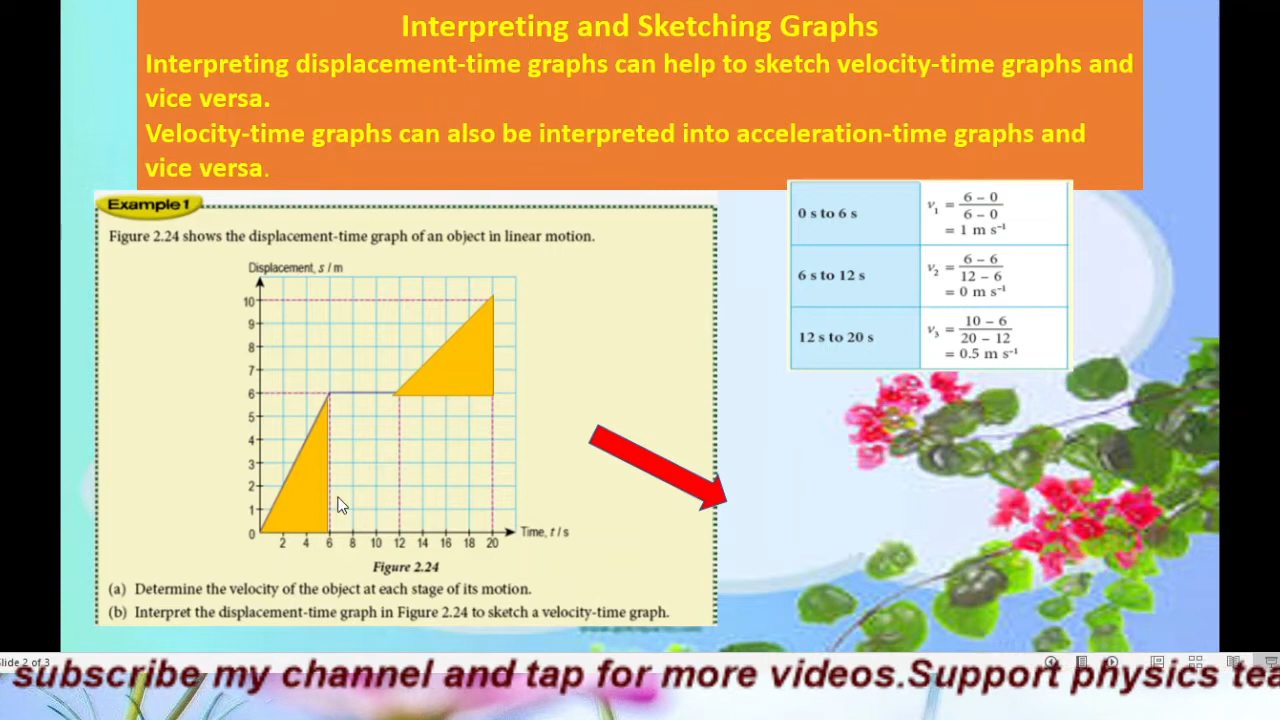 Interpreting and Sketching Graphs
Interpreting displacement-time graphs can help to sketch velocity-time graphs and
vice versa.
Velocity-time graphs can also be interpreted into acceleration-time graphs and
vice versa.
Example 1
Figure 2.24 shows the displacement-time graph of an object in linear motion.
Displacement, s / m
10
9
8
7
6
5
4
3
2
1
0
2 4 6 8 10 12 14 16 18 20
Time, t / s
Figure 2.24
(a) Determine the velocity of the object at each stage of its motion.
(b) Interpret the displacement-time graph in Figure 2.24 to sketch a velocity-time graph.
0 s to 6 s
v₁ = 6 – 0 / 6 – 0
= 1 m s⁻¹
6 s to 12 s
v₂ = 6 – 6 / 12 – 6
= 0 m s⁻¹
12 s to 20 s
v₃ = 10 – 6 / 20 – 12
= 0.5 m s⁻¹
Slide 2 of 3
subscribe my channel and tap for more videos.Support physics tea